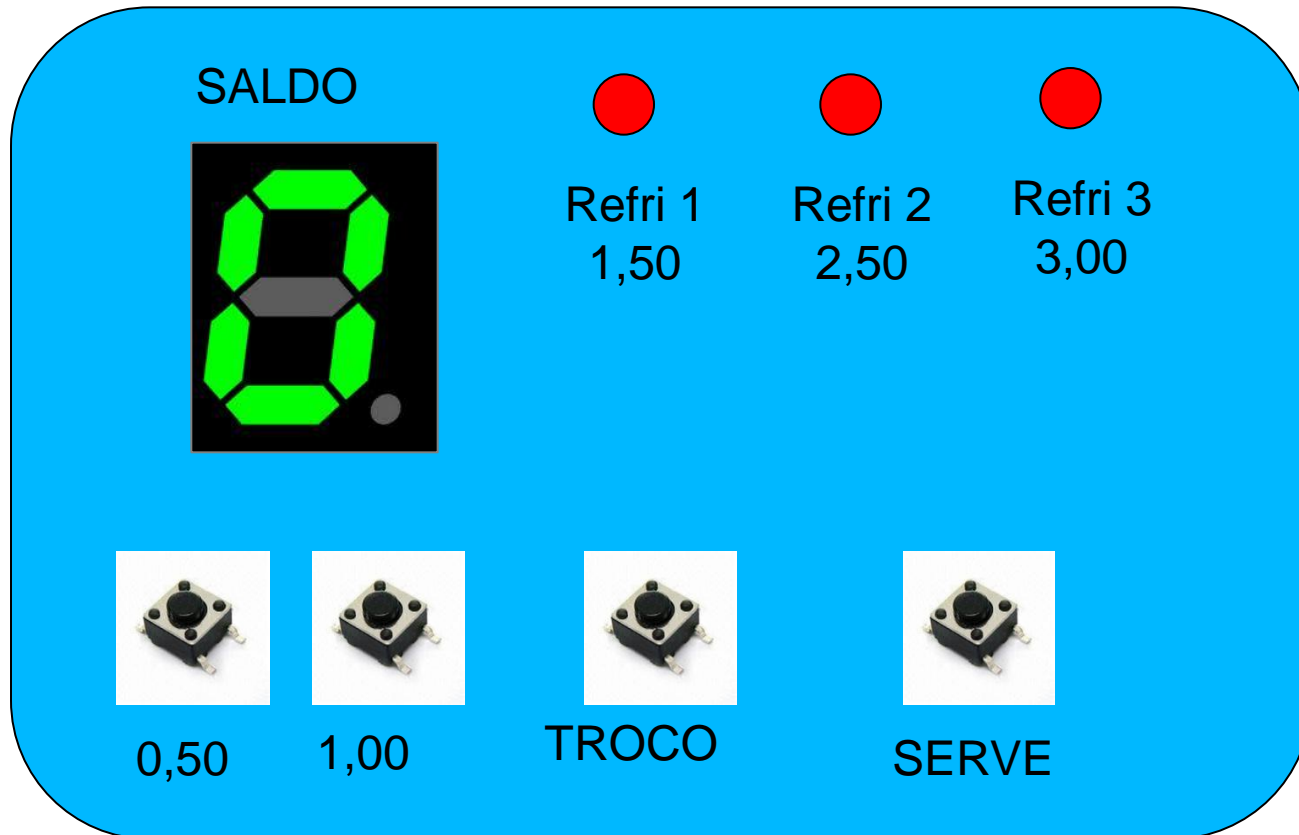 SALDO
Refri 1
1,50
Refri 2
2,50
Refri 3
3,00
0,50
1,00
TROCO
SERVE